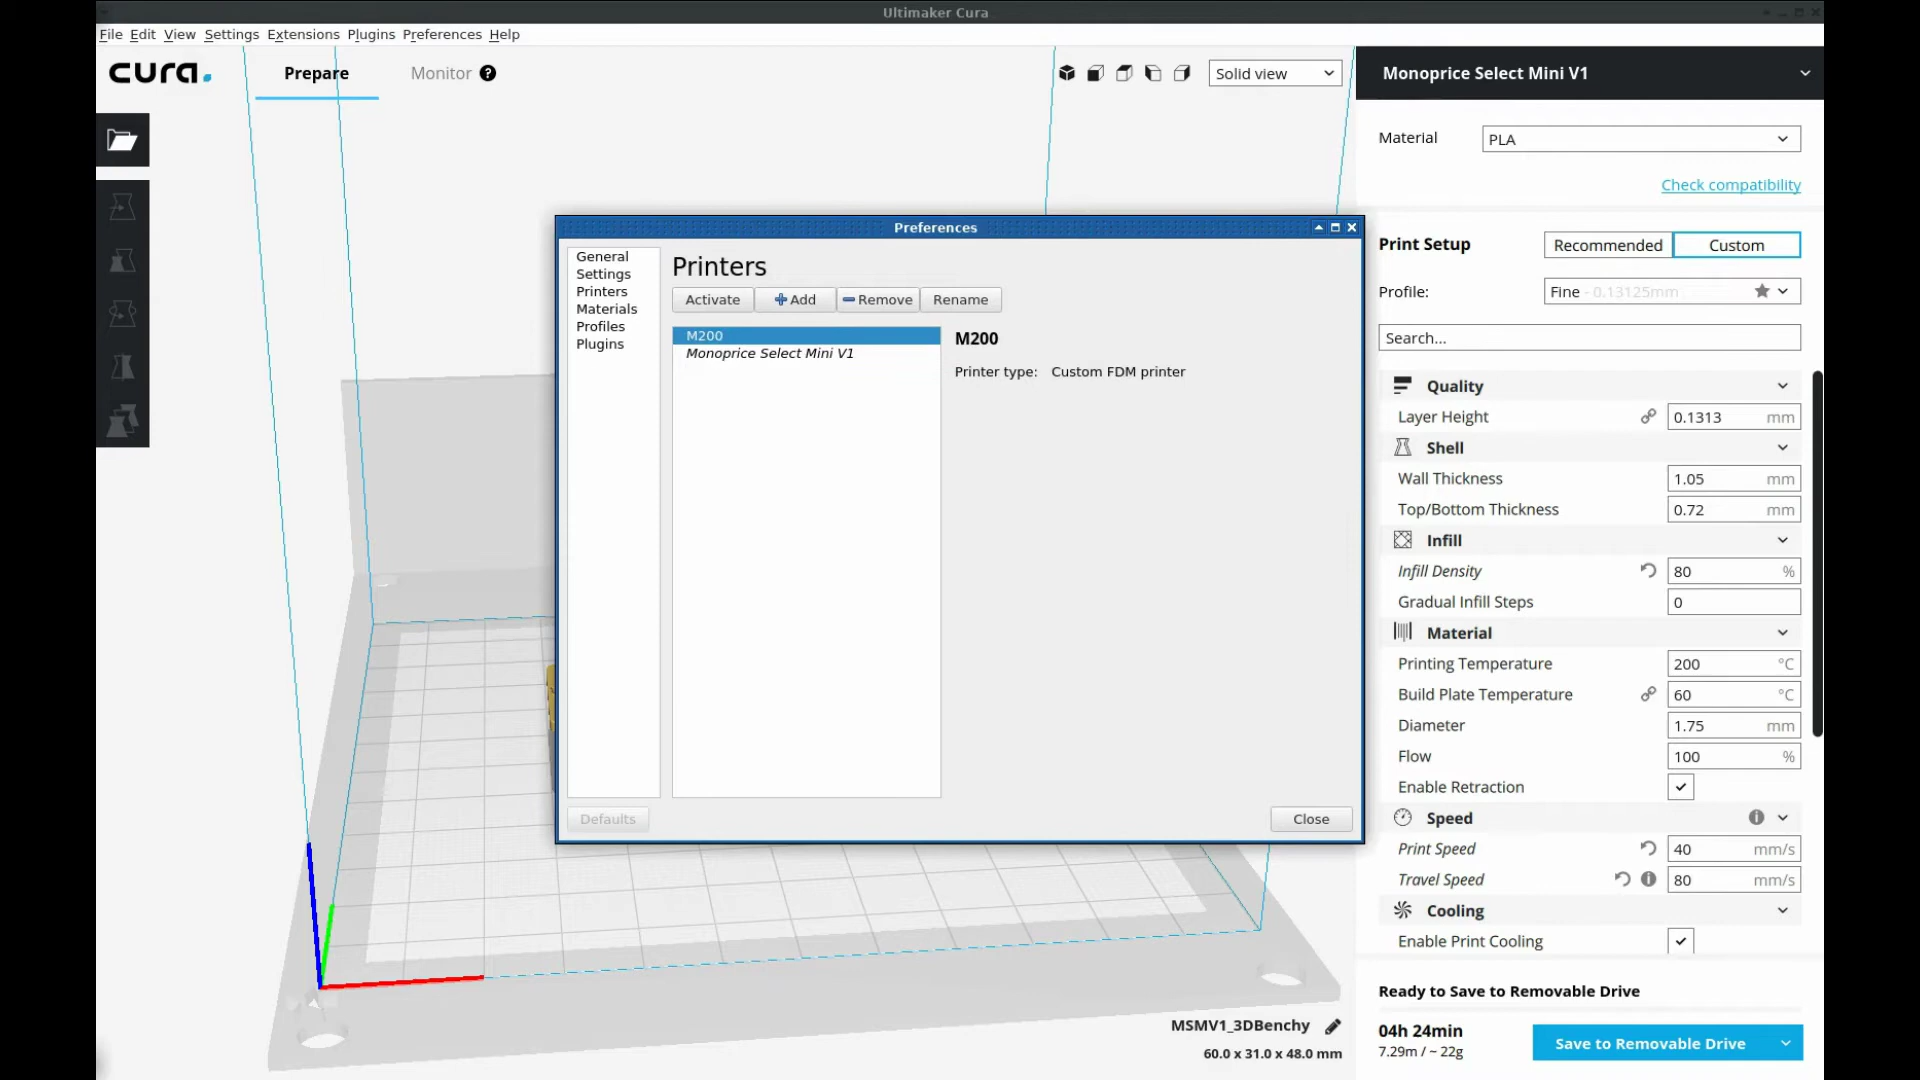 Ultimaker Cura
File Edit View Settings Extensions Plugins Preferences Help
cura.
Prepare
Monitor ?
Solid view
Monoprice Select Mini V1
Material
PLA
Check compatibility
Preferences
General
Settings
Printers
Materials
Profiles
Plugins
Printers
Activate
Add
Remove
Rename
M200
Monoprice Select Mini V1
M200
Printer type: Custom FDM printer
Defaults
Close
Print Setup
Recommended
Custom
Profile:
Fine - 0.13125mm
Search...
Quality
Layer Height 0.1313 mm
Shell
Wall Thickness 1.05 mm
Top/Bottom Thickness 0.72 mm
Infill
Infill Density 80 %
Gradual Infill Steps 0
Material
Printing Temperature 200 °C
Build Plate Temperature 60 °C
Diameter 1.75 mm
Flow 100 %
Enable Retraction
Speed
Print Speed 40 mm/s
Travel Speed 80 mm/s
Cooling
Enable Print Cooling
MSMV1_3DBenchy
60.0 x 31.0 x 48.0 mm
Ready to Save to Removable Drive
04h 24min
7.29m / ~ 22g
Save to Removable Drive